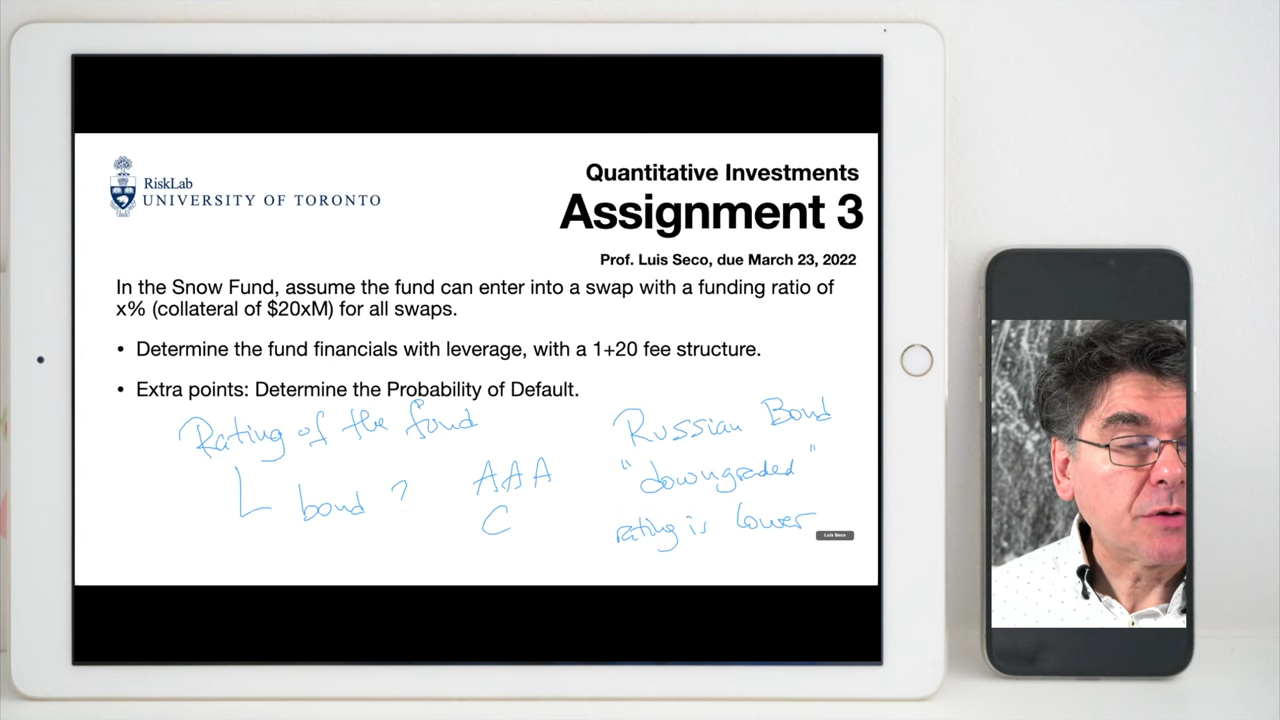 RiskLab
UNIVERSITY OF TORONTO
Quantitative Investments
Assignment 3
Prof. Luis Seco, due March 23, 2022
In the Snow Fund, assume the fund can enter into a swap with a funding ratio of
x% (collateral of $20xM) for all swaps.
• Determine the fund financials with leverage, with a 1+20 fee structure.
• Extra points: Determine the Probability of Default.
Rating of the fund
bond ?
AAA
C
Russian Bond
"downgraded"
rating is lower
Luis Seco